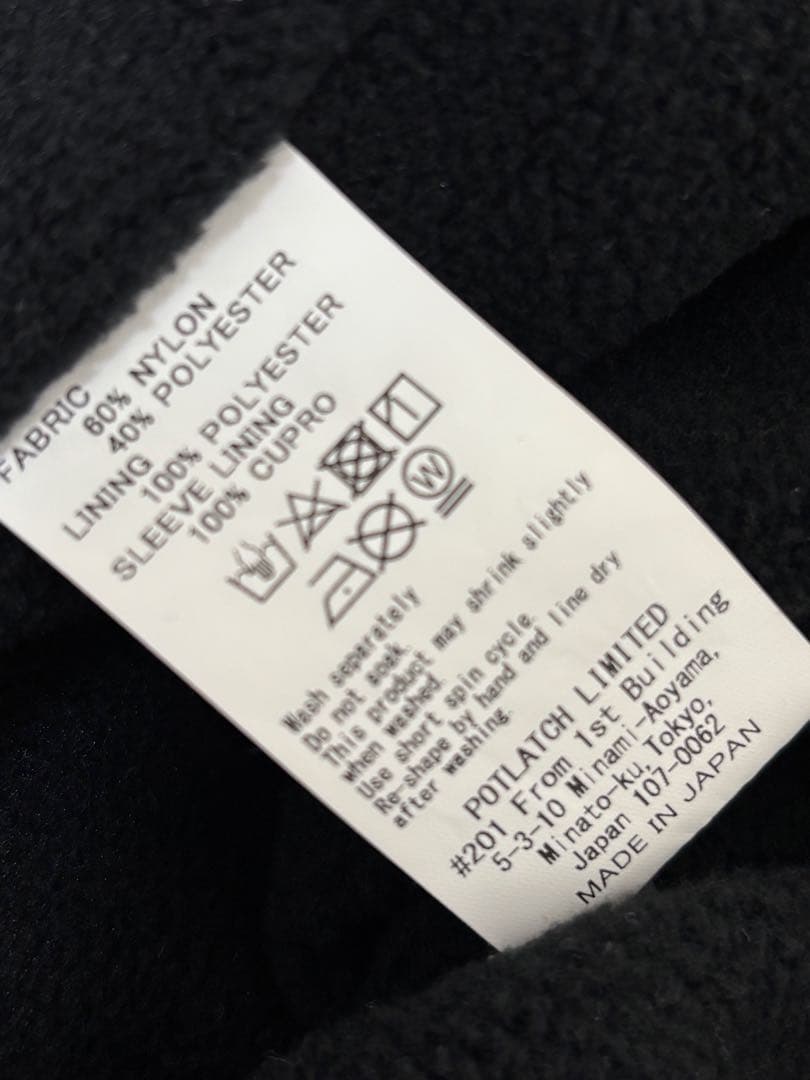 FABRIC
60% NYLON
40% POLYESTER
LINING
100% POLYESTER
SLEEVE LINING
100% CUPRO
W
Wash separately
Do not soak.
This product may shrink slightly
when washed.
Use short spin cycle.
Re-shape by hand and line dry
after washing.
POTLATCH LIMITED
#201 From 1st Building
5-3-10 Minami-Aoyama,
Minato-ku, Tokyo,
Japan 107-0062
MADE IN JAPAN